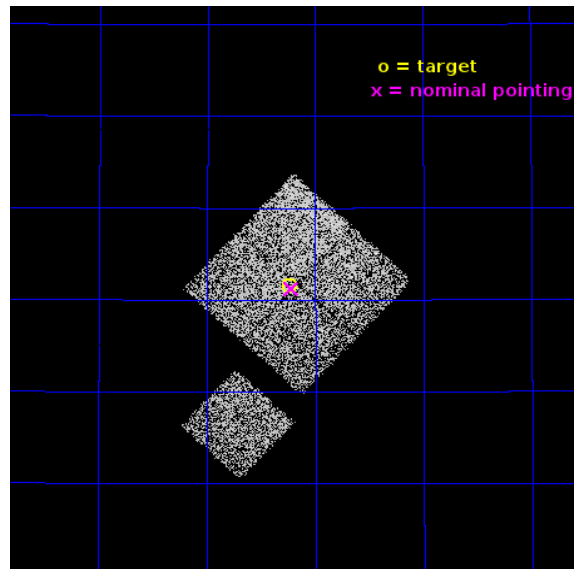 o = target
x = nominal pointing